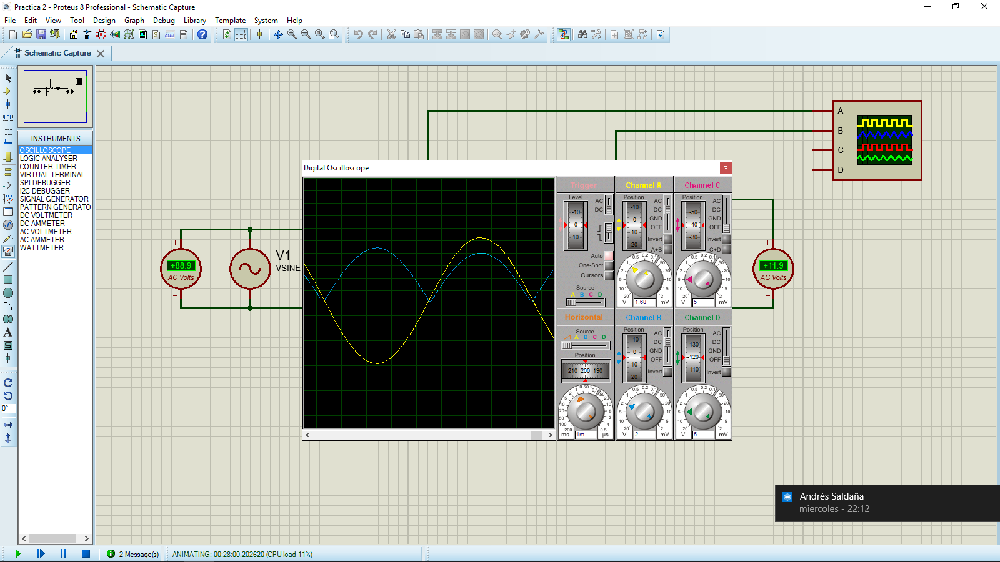 Practica 2 - Proteus 8 Professional - Schematic Capture
File Edit View Tool Design Graph Debug Library Template System Help
Schematic Capture
INSTRUMENTS
OSCILLOSCOPE
LOGIC ANALYSER
COUNTER TIMER
VIRTUAL TERMINAL
SPI DEBUGGER
I2C DEBUGGER
SIGNAL GENERATOR
PATTERN GENERATO
DC VOLTMETER
DC AMMETER
AC VOLTMETER
AC AMMETER
WATTMETER
LBL
A
S
0°
A
B
C
D
+88.9
AC Volts
V1
VSINE
+11.9
AC Volts
Digital Oscilloscope
Trigger
Level
-10
0
10
AC
DC
Auto
One-Shot
Cursors
Source
A B C D
Channel A
Position
-10
0
10
20
AC
DC
GND
OFF
Invert
A+B
V 1.68 mV
Channel C
Position
-50
-40
-30
AC
DC
GND
OFF
Invert
C+D
V 5 mV
Horizontal
Source
A B C D
Position
210 200 190
ms 1m µs
Channel B
Position
-10
0
10
20
AC
DC
GND
OFF
Invert
V 2 mV
Channel D
Position
-130
-120
-110
AC
DC
GND
OFF
Invert
V 5 mV
Andrés Saldaña
miercoles - 22:12
2 Message(s)
ANIMATING: 00:28:00.202620 (CPU load 11%)